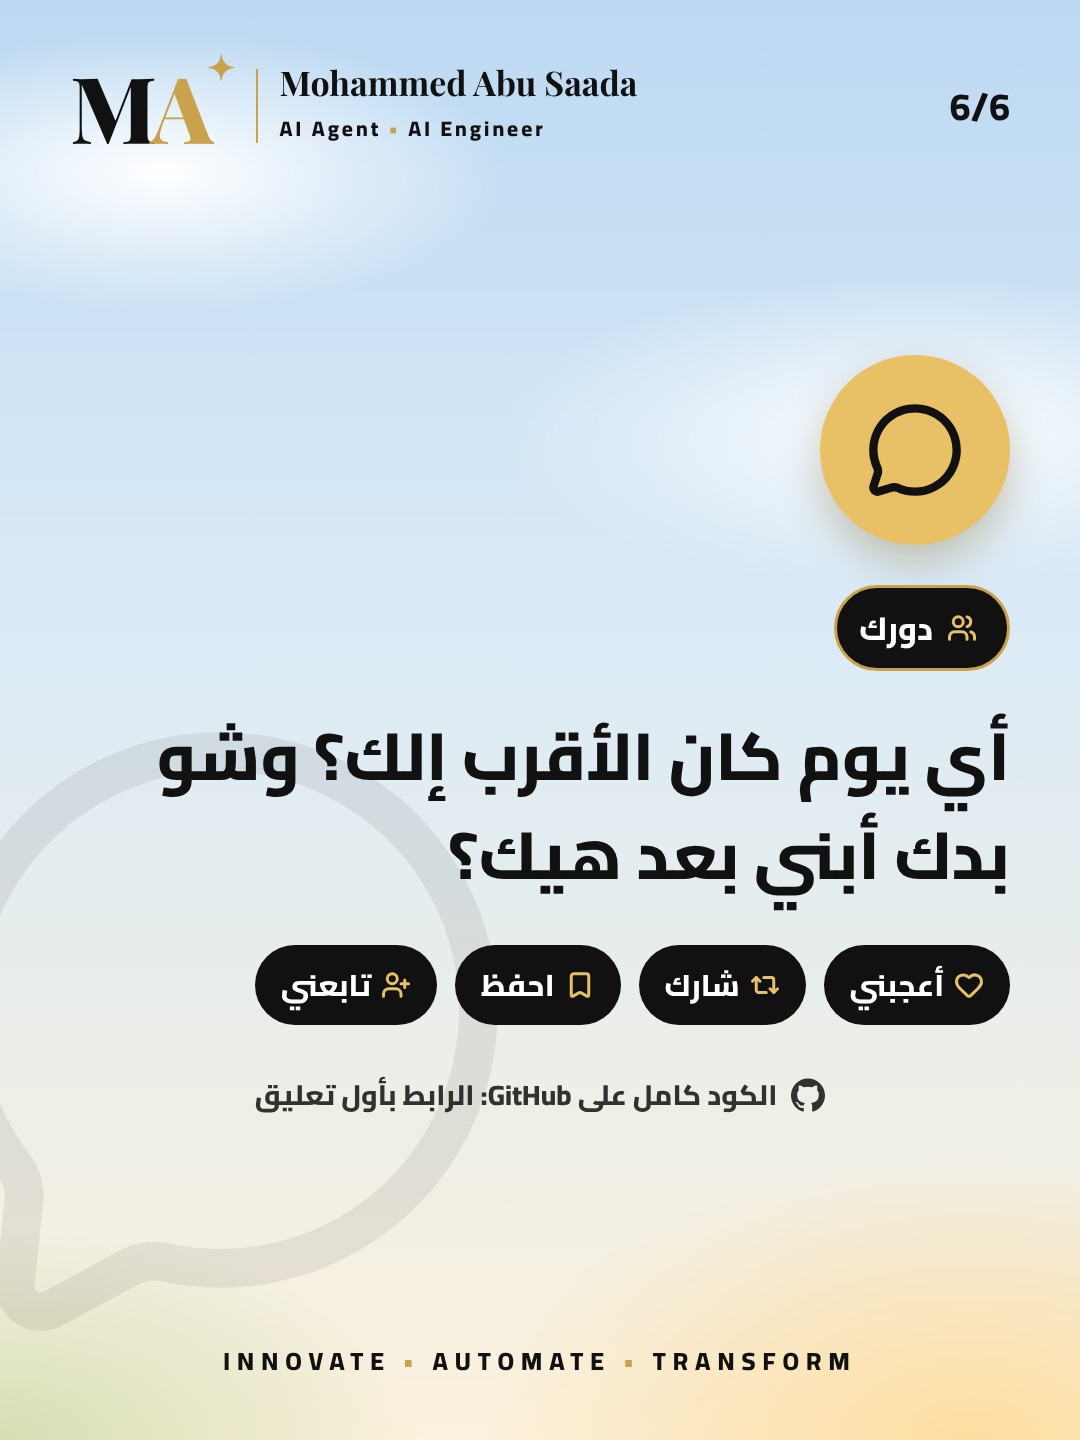 MA
Mohammed Abu Saada
AI Agent ▪ AI Engineer
6/6
دورك
أي يوم كان الأقرب إلك؟ وشو
بدك أبني بعد هيك؟
أعجبني
شارك
احفظ
تابعني
الكود كامل على GitHub: الرابط بأول تعليق
INNOVATE ▪ AUTOMATE ▪ TRANSFORM